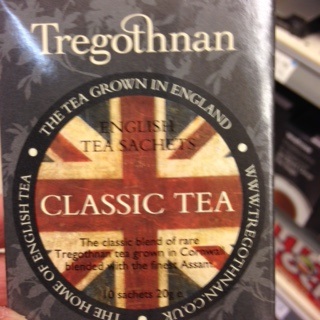 Tregothnan
THE TEA GROWN IN ENGLAND
ENGLISH
TEA SACHETS
CLASSIC TEA
The classic blend of rare
Tregothnan tea grown in Cornwall
blended with the finest Assam
10 sachets 20g e
THE HOME OF ENGLISH TEA
WWW.TREGOTHNAN.CO.UK